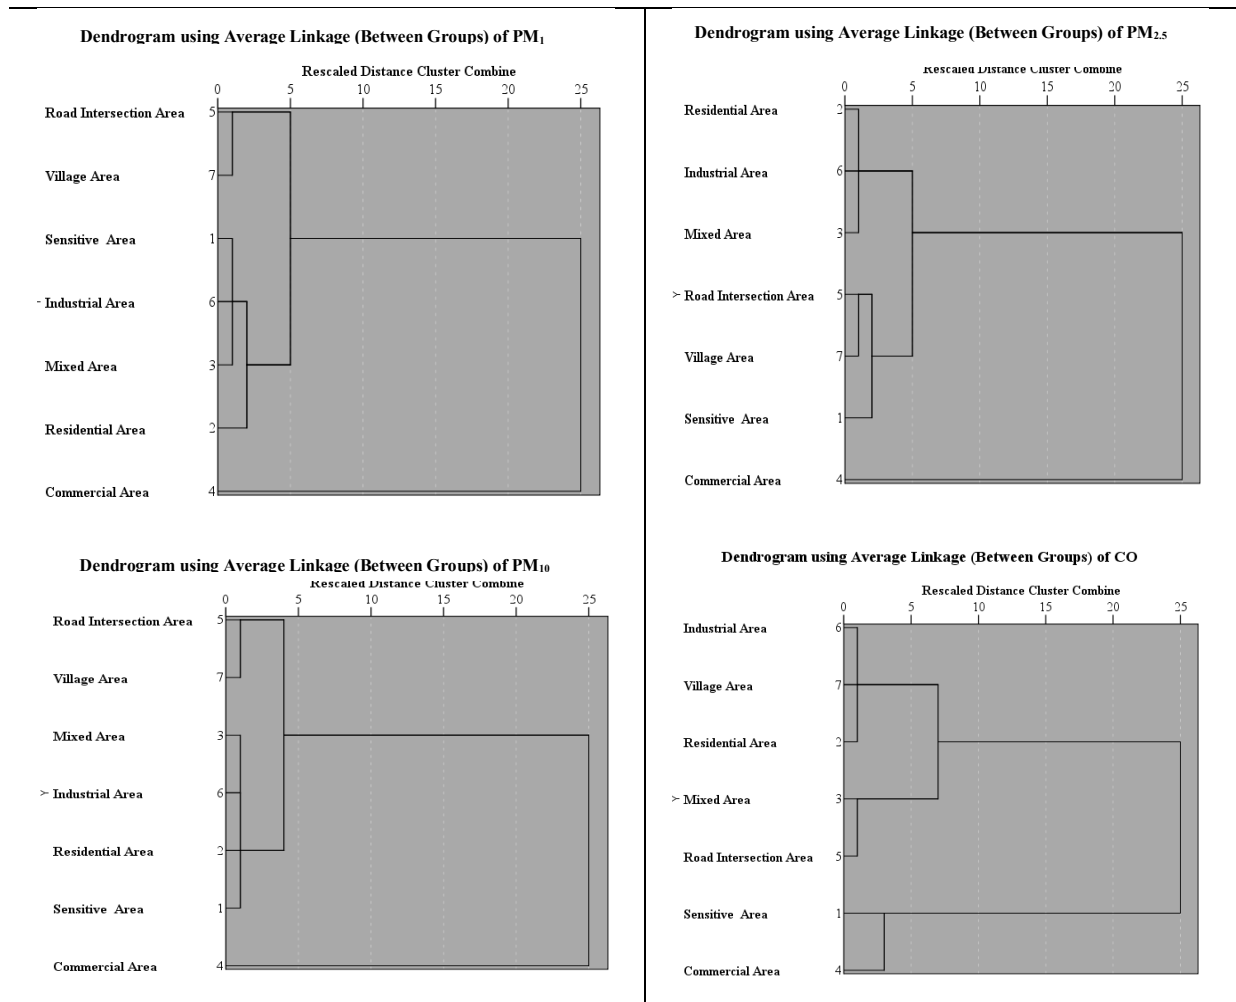 Dendrogram using Average Linkage (Between Groups) of PM₁
Rescaled Distance Cluster Combine
0 5 10 15 20 25
Road Intersection Area 5
Village Area 7
Sensitive Area 1
Industrial Area 6
Mixed Area 3
Residential Area 2
Commercial Area 4
Dendrogram using Average Linkage (Between Groups) of PM₂.₅
Rescaled Distance Cluster Combine
0 5 10 15 20 25
Residential Area 2
Industrial Area 6
Mixed Area 3
Y
Road Intersection Area 5
Village Area 7
Sensitive Area 1
Commercial Area 4
Dendrogram using Average Linkage (Between Groups) of PM₁₀
Rescaled Distance Cluster Combine
0 5 10 15 20 25
Road Intersection Area 5
Village Area 7
Mixed Area 3
Y
Industrial Area 6
Residential Area 2
Sensitive Area 1
Commercial Area 4
Dendrogram using Average Linkage (Between Groups) of CO
Rescaled Distance Cluster Combine
0 5 10 15 20 25
Industrial Area 6
Village Area 7
Residential Area 2
Y
Mixed Area 3
Road Intersection Area 5
Sensitive Area 1
Commercial Area 4